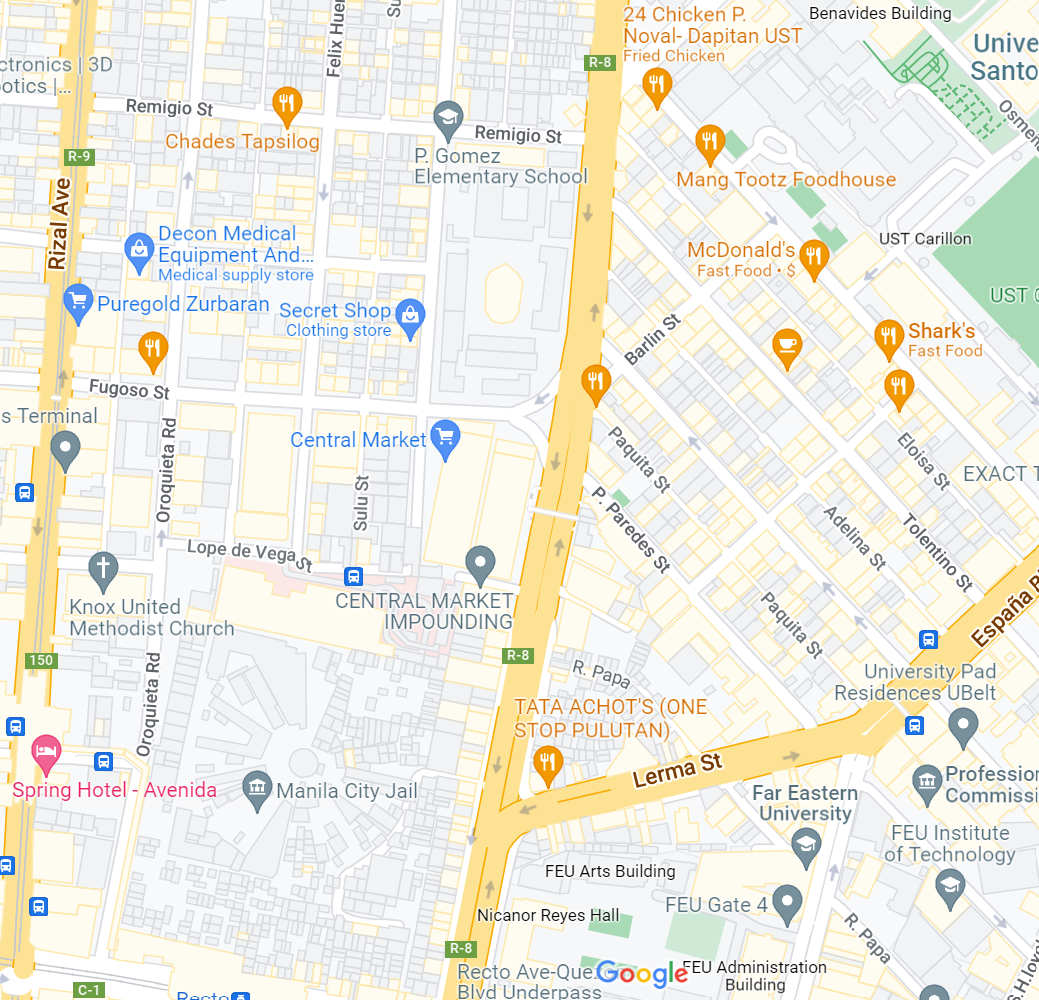 Benavides Building
24 Chicken P.
Noval- Dapitan UST
Fried Chicken
Felix Huer
Su
R-8
Unive
Santo
ctronics | 3D
otics |...
Remigio St
Chades Tapsilog
Remigio St
Osmeñ
P. Gomez
Elementary School
R-9
Mang Tootz Foodhouse
Rizal Ave
Decon Medical
Equipment And...
Medical supply store
UST Carillon
McDonald's
Fast Food • $
Puregold Zurbaran
Secret Shop
Clothing store
UST
Barlin St
Shark's
Fast Food
Fugoso St
s Terminal
Central Market
Oroquieta Rd
Sulu St
Paquita St
Eloisa St
EXACT T
P. Paredes St
Adelina St
Tolentino St
Lope de Vega St
CENTRAL MARKET
IMPOUNDING
Knox United
Methodist Church
Paquita St
España B
150
R-8
R. Papa
University Pad
Residences UBelt
Oroquieta Rd
TATA ACHOT'S (ONE
STOP PULUTAN)
Lerma St
Spring Hotel - Avenida
Manila City Jail
Far Eastern
University
Profession
Commissi
FEU Institute
of Technology
FEU Arts Building
FEU Gate 4
Nicanor Reyes Hall
R. Papa
R-8
Recto Ave-Que
Blvd Underpass
Google
FEU Administration
Building
S.H. Loyo
C-1
Recto